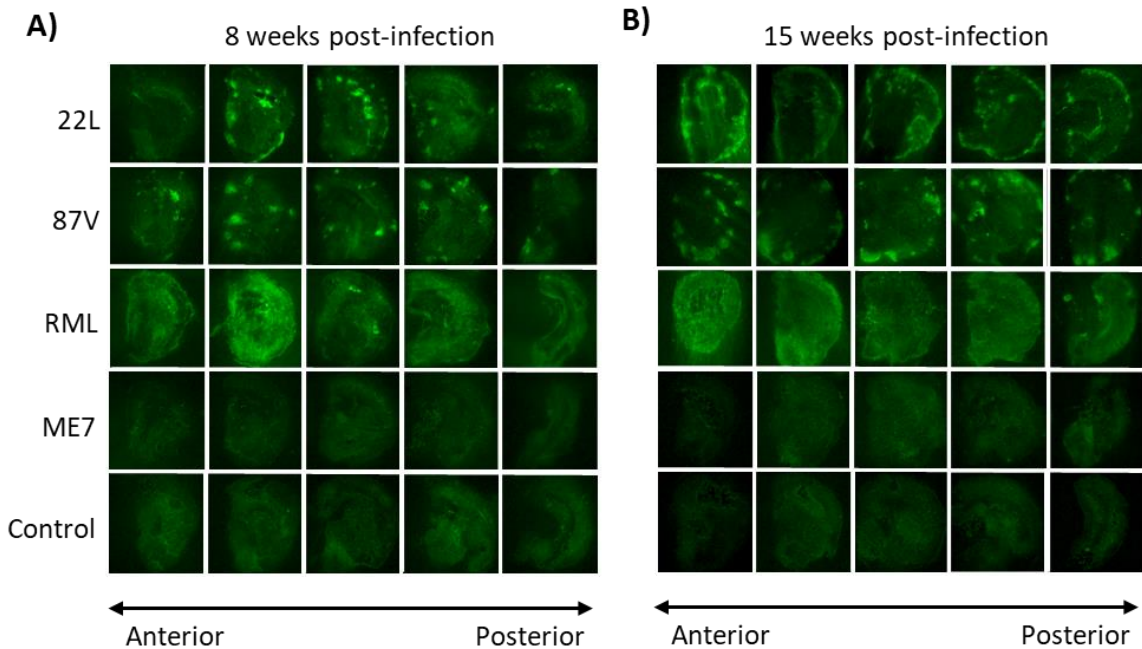 A)
8 weeks post-infection
B)
15 weeks post-infection
22L
87V
RML
ME7
Control
Anterior
Posterior
Anterior
Posterior